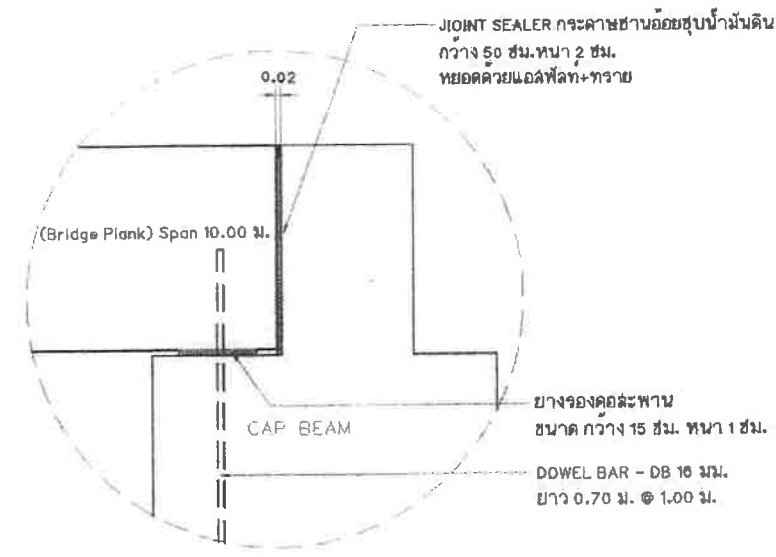 JOINT SEALER กระดาษชานอ้อยชุบน้ำมันดิน
กว้าง 50 ซม.หนา 2 ซม.
หยอดด้วยแอสฟัลท์+ทราย
0.02
(Bridge Plank) Span 10.00 ม.
CAP BEAM
ยางรองคอสะพาน
ขนาด กว้าง 15 ซม. หนา 1 ซม.
DOWEL BAR - DB 16 มม.
ยาว 0.70 ม. @ 1.00 ม.